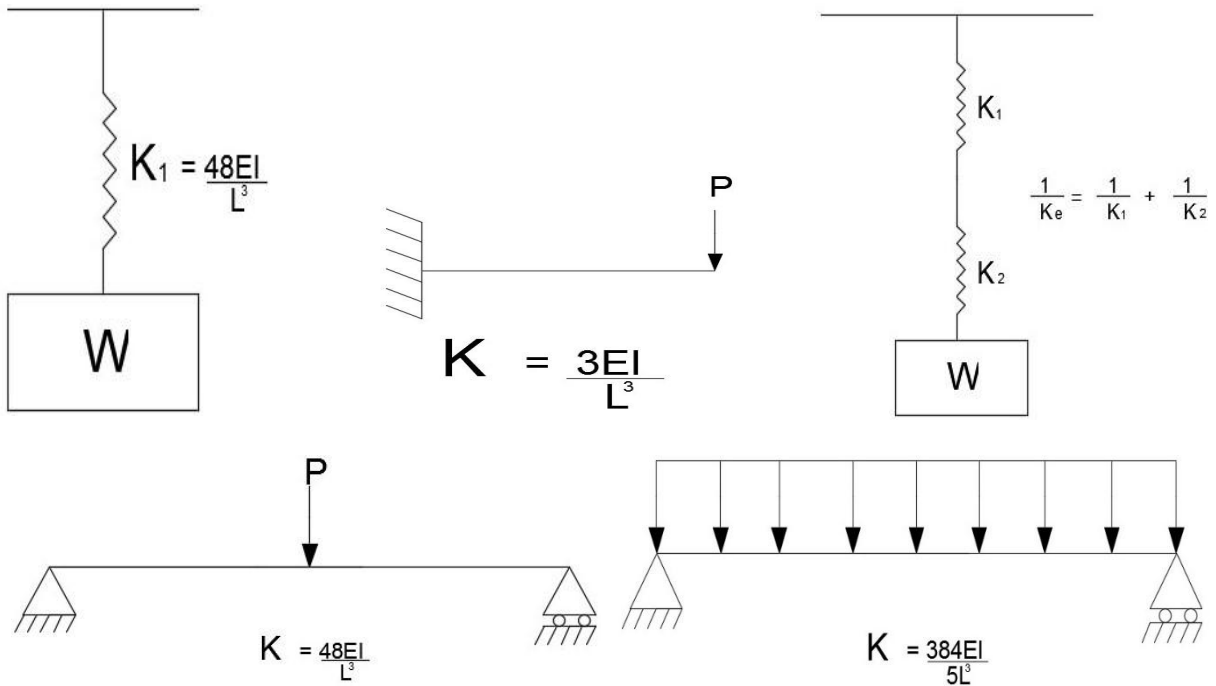 K₁ = 48EI / L³
W
P
K = 3EI / L³
K₁
1/Ke = 1/K₁ + 1/K₂
K₂
W
P
K = 48EI / L³
K = 384EI / 5L³